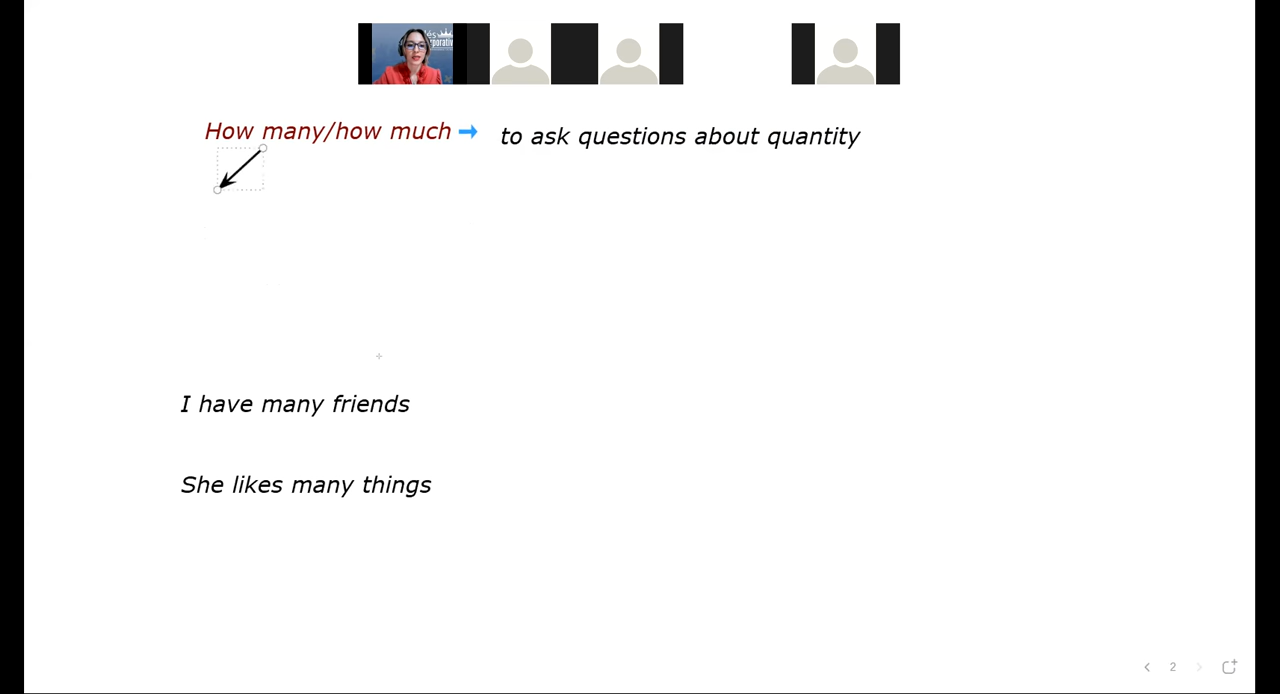 How many/how much ➞ to ask questions about quantity
I have many friends
She likes many things
2